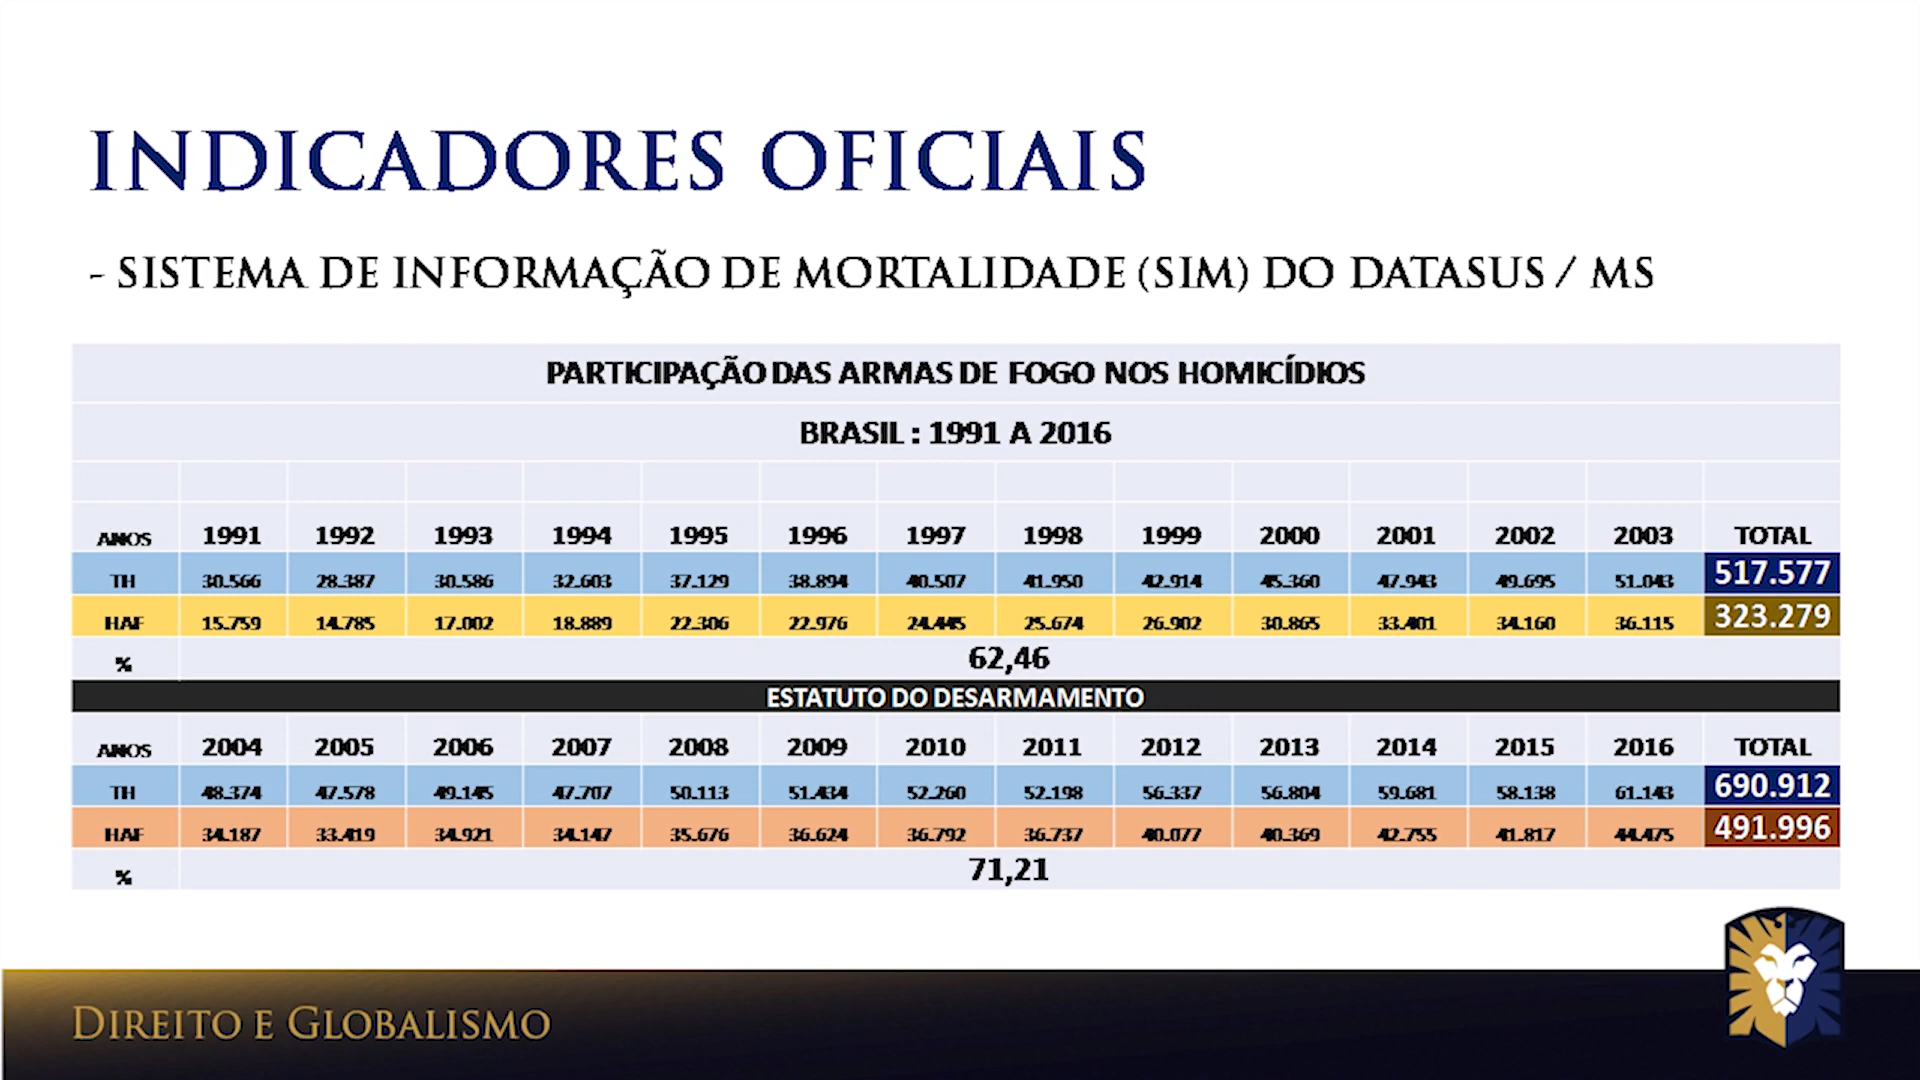 INDICADORES OFICIAIS
- SISTEMA DE INFORMAÇÃO DE MORTALIDADE (SIM) DO DATASUS / MS
PARTICIPAÇÃO DAS ARMAS DE FOGO NOS HOMICÍDIOS
BRASIL : 1991 A 2016
ANOS 1991 1992 1993 1994 1995 1996 1997 1998 1999 2000 2001 2002 2003 TOTAL
TH 30.566 28.387 30.586 32.603 37.129 38.894 40.507 41.950 42.914 45.360 47.943 49.695 51.043 517.577
HAF 15.759 14.785 17.002 18.889 22.306 22.976 24.445 25.674 26.902 30.865 33.401 34.160 36.115 323.279
% 62,46
ESTATUTO DO DESARMAMENTO
ANOS 2004 2005 2006 2007 2008 2009 2010 2011 2012 2013 2014 2015 2016 TOTAL
TH 48.374 47.578 49.145 47.707 50.113 51.434 52.260 52.198 56.337 56.804 59.681 58.138 61.143 690.912
HAF 34.187 33.419 34.921 34.147 35.676 36.624 36.792 36.737 40.077 40.369 42.755 41.817 44.475 491.996
% 71,21
DIREITO E GLOBALISMO